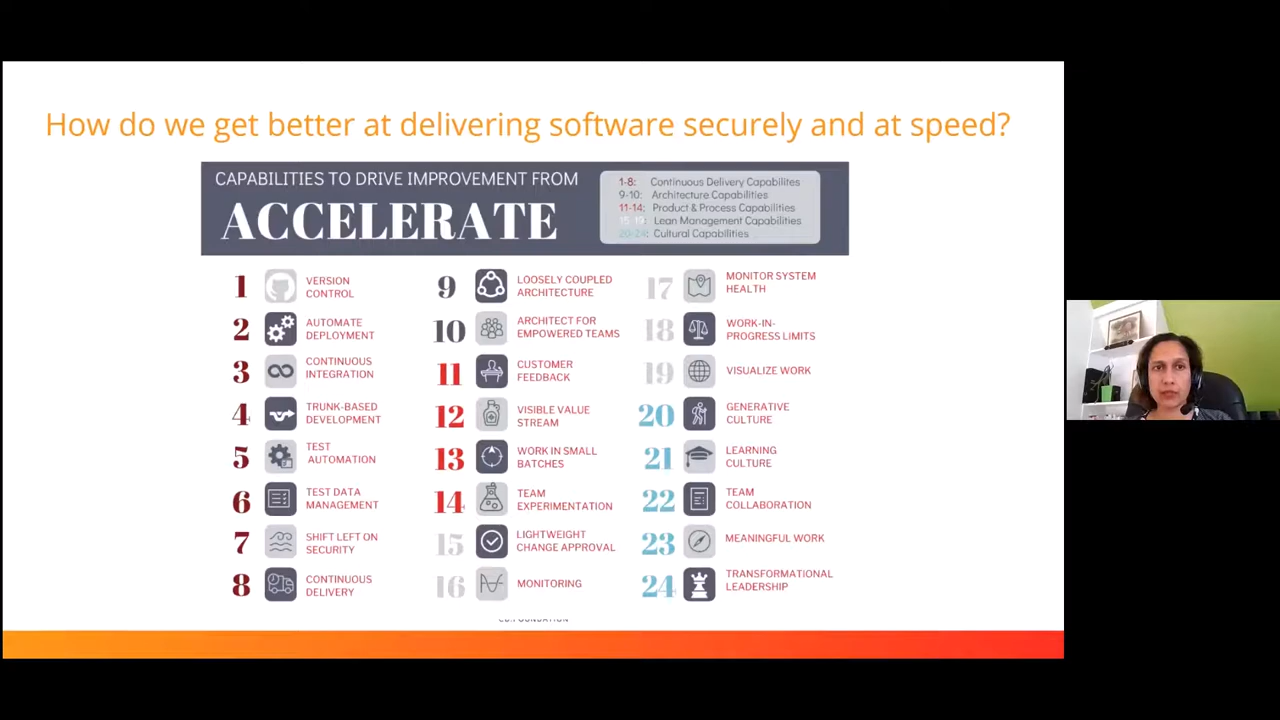 How do we get better at delivering software securely and at speed?
CAPABILITIES TO DRIVE IMPROVEMENT FROM
ACCELERATE
1-8: Continuous Delivery Capabilites
9-10: Architecture Capabilities
11-14: Product & Process Capabilities
15-19: Lean Management Capabilities
20-24: Cultural Capabilities
1
VERSION
CONTROL
2
AUTOMATE
DEPLOYMENT
3
CONTINUOUS
INTEGRATION
4
TRUNK-BASED
DEVELOPMENT
5
TEST
AUTOMATION
6
TEST DATA
MANAGEMENT
7
SHIFT LEFT ON
SECURITY
8
CONTINUOUS
DELIVERY
9
LOOSELY COUPLED
ARCHITECTURE
10
ARCHITECT FOR
EMPOWERED TEAMS
11
CUSTOMER
FEEDBACK
12
VISIBLE VALUE
STREAM
13
WORK IN SMALL
BATCHES
14
TEAM
EXPERIMENTATION
15
LIGHTWEIGHT
CHANGE APPROVAL
16
MONITORING
17
MONITOR SYSTEM
HEALTH
18
WORK-IN-
PROGRESS LIMITS
19
VISUALIZE WORK
20
GENERATIVE
CULTURE
21
LEARNING
CULTURE
22
TEAM
COLLABORATION
23
MEANINGFUL WORK
24
TRANSFORMATIONAL
LEADERSHIP